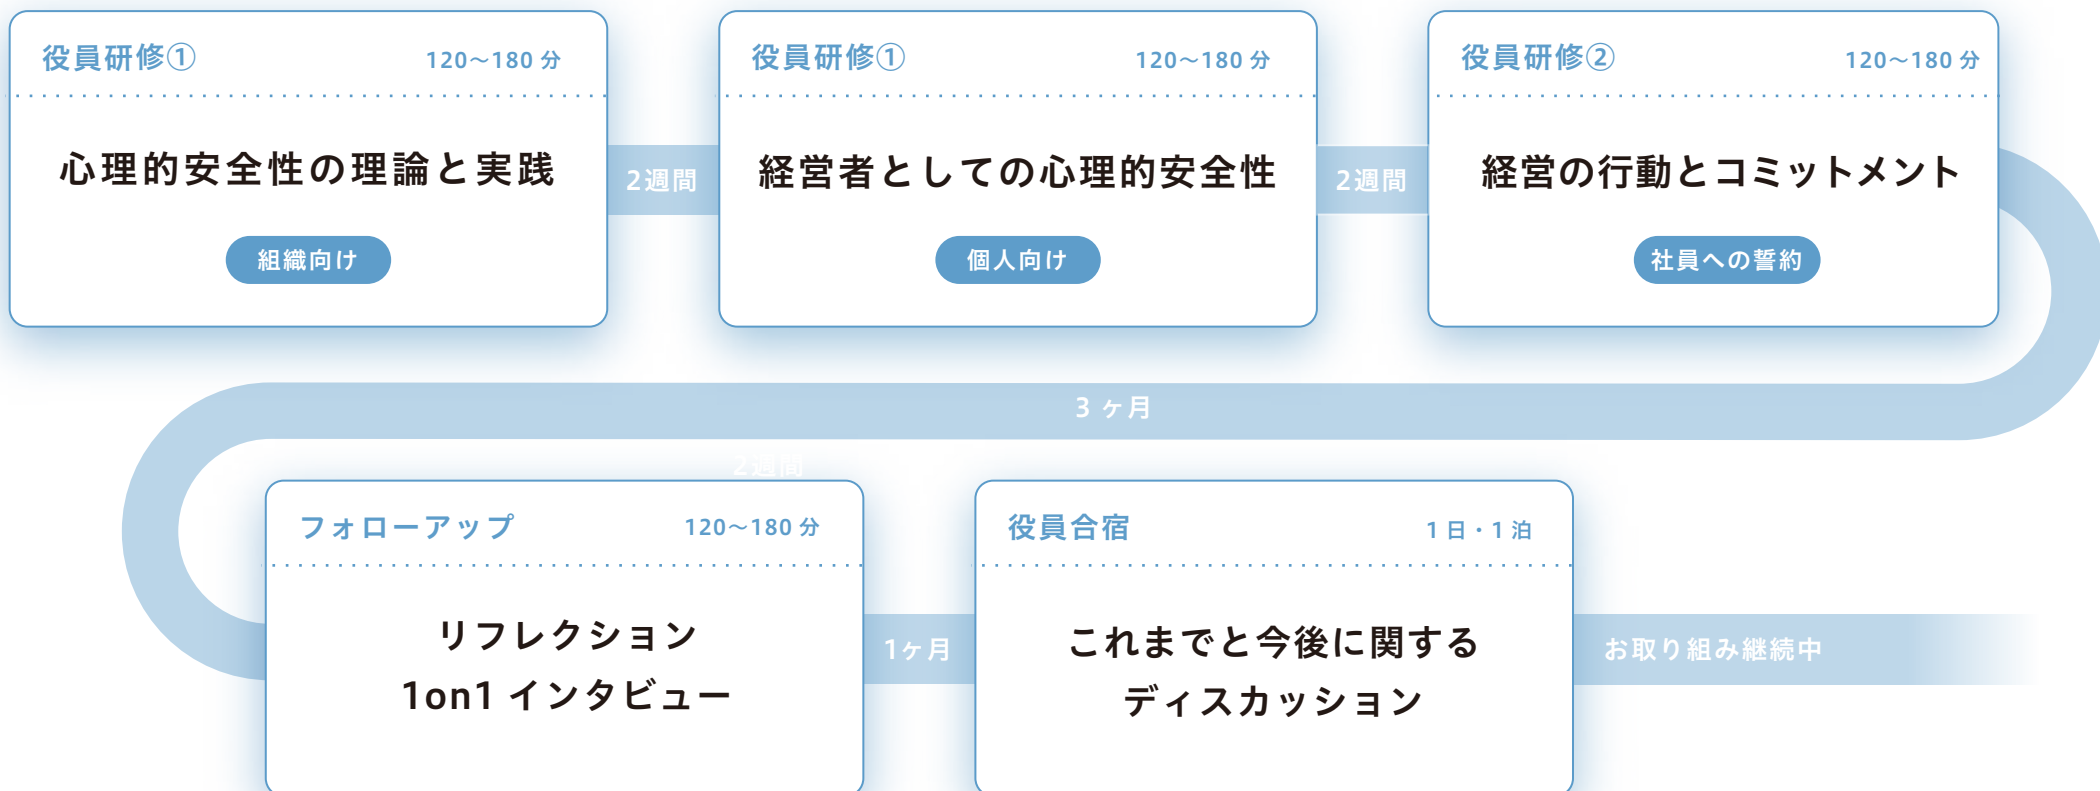 役員研修①
120〜180 分
心理的安全性の理論と実践
組織向け
2週間
役員研修①
120〜180 分
経営者としての心理的安全性
個人向け
2週間
役員研修②
120〜180 分
経営の行動とコミットメント
社員への誓約
3 ヶ月
2週間
フォローアップ
120〜180 分
リフレクション
1on1 インタビュー
1ヶ月
役員合宿
1 日・1 泊
これまでと今後に関する
ディスカッション
お取り組み継続中